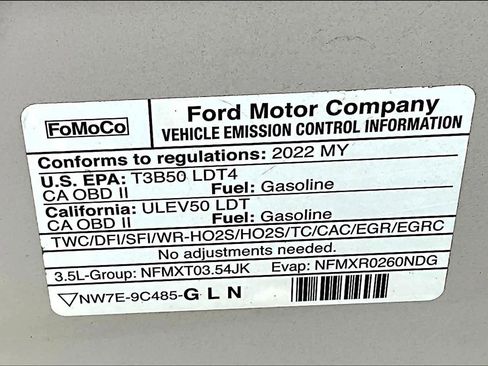 FoMoCo
Ford Motor Company
VEHICLE EMISSION CONTROL INFORMATION
Conforms to regulations: 2022 MY
U.S. EPA: T3B50 LDT4
CA OBD II Fuel: Gasoline
California: ULEV50 LDT
CA OBD II Fuel: Gasoline
TWC/DFI/SFI/WR-HO2S/HO2S/TC/CAC/EGR/EGRC
No adjustments needed.
3.5L-Group: NFMXT03.54JK Evap: NFMXR0260NDG
NW7E-9C485-G L N